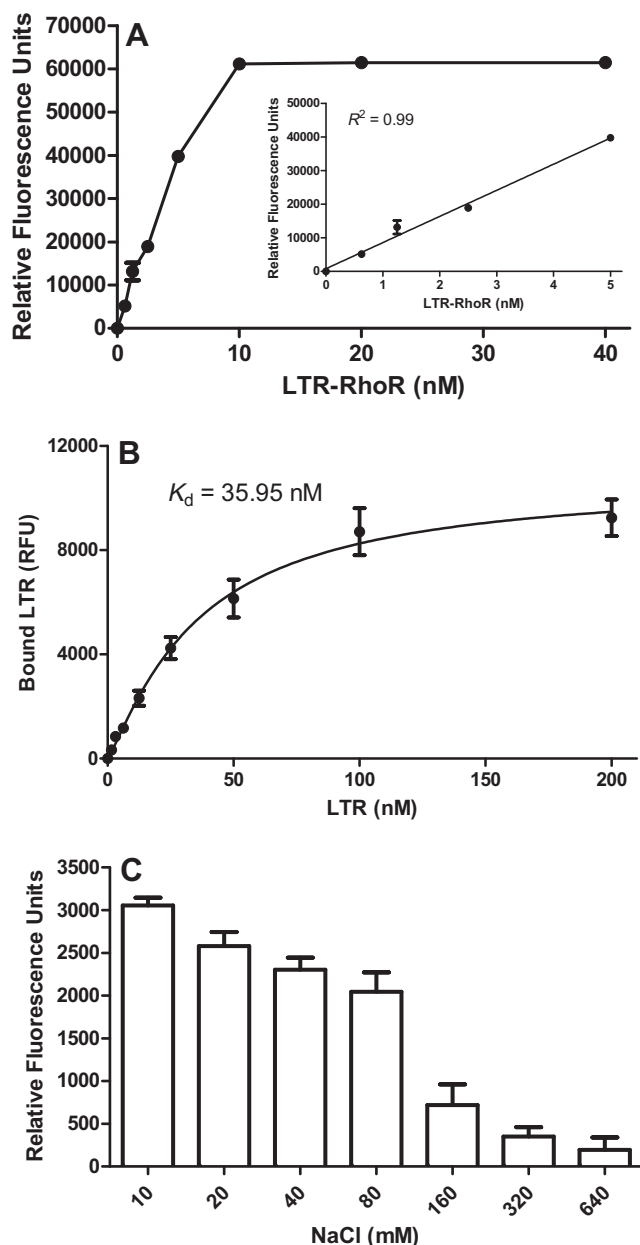 A
Relative Fluorescence Units
70000
60000
50000
40000
30000
20000
10000
0
0 10 20 30 40
LTR-RhoR (nM)
R² = 0.99
Relative Fluorescence Units
50000
40000
30000
20000
10000
0
0 1 2 3 4 5
LTR-RhoR (nM)
B
Kd = 35.95 nM
Bound LTR (RFU)
12000
8000
4000
0
0 50 100 150 200
LTR (nM)
C
Relative Fluorescence Units
3500
3000
2500
2000
1500
1000
500
0
10 20 40 80 160 320 640
NaCl (mM)